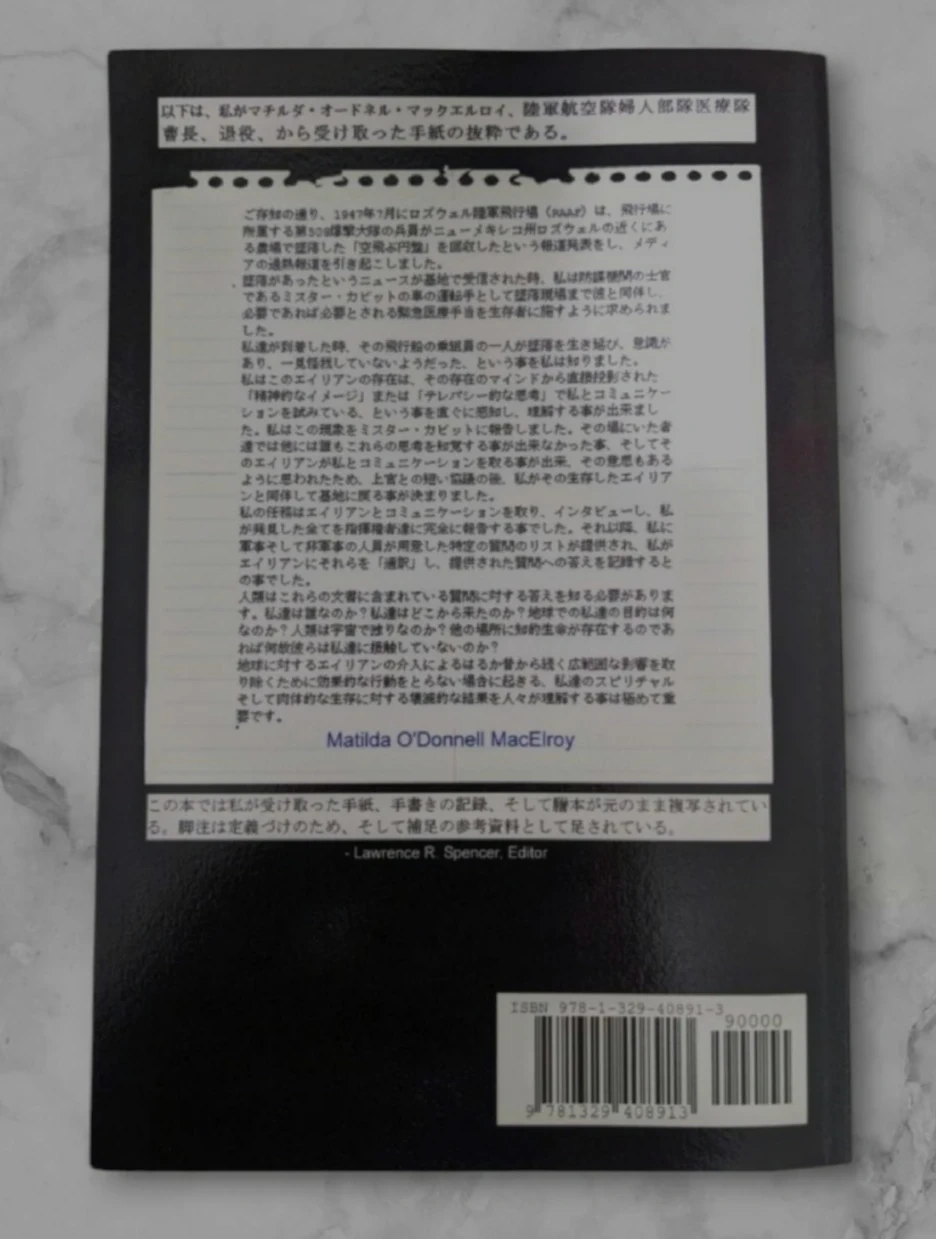 以下は、私がマチルダ・オードネル・マックエルロイ、陸軍航空隊婦人部隊医療隊
曹長、退役、から受け取った手紙の抜粋である。
ご存知の通り、1947年7月にロズウェル陸軍飛行場（RAAF）は、飛行場に
所属する第509爆撃大隊の兵員がニューメキシコ州ロズウェルの近くにあ
る農場で墜落した「空飛ぶ円盤」を回収したという報道発表をし、メディ
アの過熱報道を引き起こしました。
墜落があったというニュースが基地で受信された時、私は防諜機関の士官
であるミスター・カビットの車の運転手として墜落現場まで彼と同伴し、
必要であれば必要とされる緊急医療手当を生存者に施すように求められま
した。
私達が到着した時、その飛行船の乗組員の一人が墜落を生き延び、意識が
あり、一見怪我していないようだった、という事を私は知りました。
私はこのエイリアンの存在は、その存在のマインドから直接投影された
「精神的なイメージ」または「テレパシー的な思考」で私とコミュニケー
ションを試みている、という事を直ぐに感知し、理解する事が出来まし
た。私はこの現象をミスター・カビットに報告しました。その場にいた者
達では他には誰もこれらの思考を知覚する事が出来なかった事、そしてそ
のエイリアンが私とコミュニケーションを取る事が出来、その意思もある
ように思われたため、上官との短い協議の後、私がその生存したエイリア
ンと同伴して基地に戻る事が決まりました。
私の任務はエイリアンとコミュニケーションを取り、インタビューし、私
が発見した全てを指揮権者達に完全に報告する事でした。それ以降、私に
軍事そして非軍事の人員が用意した特定の質問のリストが提供され、私が
エイリアンにそれらを「通訳」し、提供された質問への答えを記録すると
の事でした。
人類はこれらの文書に含まれている質問に対する答えを知る必要がありま
す。私達は誰なのか？私達はどこから来たのか？地球での私達の目的は何
なのか？人類は宇宙で独りなのか？他の場所に知的生命が存在するのであ
れば何故彼らは私達に接触していないのか？
地球に対するエイリアンの介入によるはるか昔から続く広範囲な影響を取
り除くために効果的な行動をとらない場合に起きる、私達のスピリチャル
そして肉体的な生存に対する壊滅的な結果を人々が理解する事は極めて重
要です。
Matilda O'Donnell MacElroy
この本では私が受け取った手紙、手書きの記録、そして謄本が元のまま複写されてい
る。脚注は定義づけのため、そして補足の参考資料として足されている。
- Lawrence R. Spencer, Editor
ISBN 978-1-329-40891-3
90000
9 781329 408913